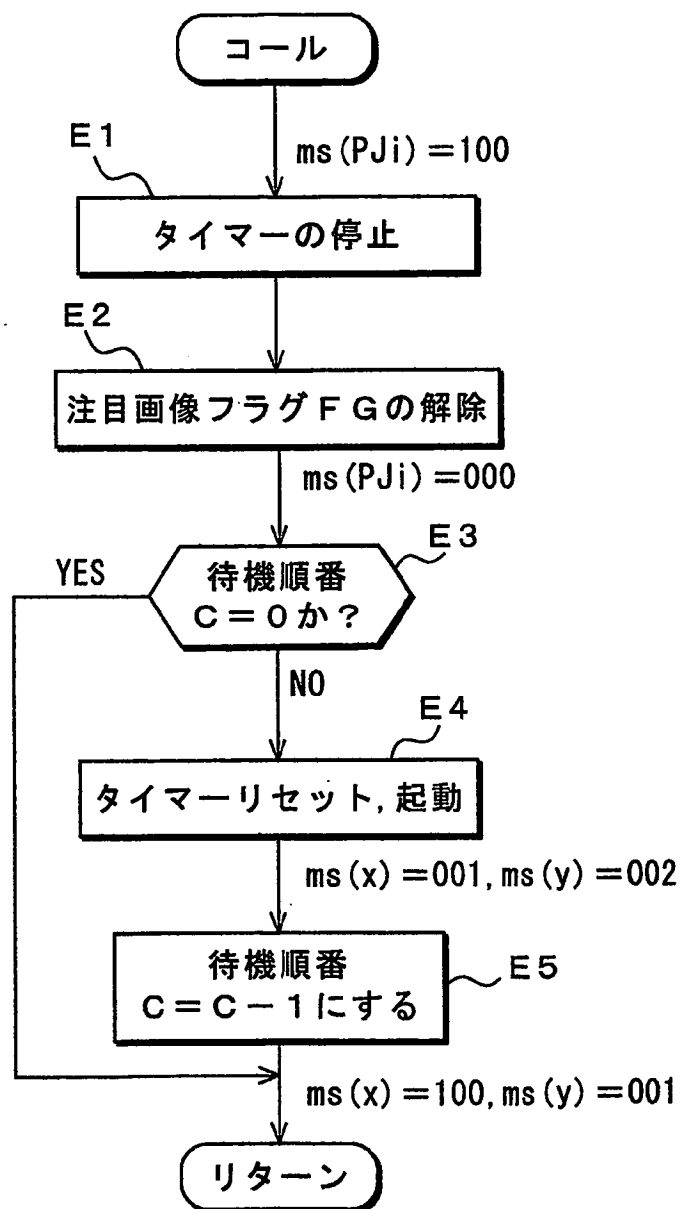 コール
E1
ms(PJi)=100
タイマーの停止
E2
注目画像フラグFGの解除
ms(PJi)=000
E3
YES
待機順番
C=0か?
NO
E4
タイマーリセット,起動
ms(x)=001,ms(y)=002
待機順番
C=C-1にする
E5
ms(x)=100,ms(y)=001
リターン